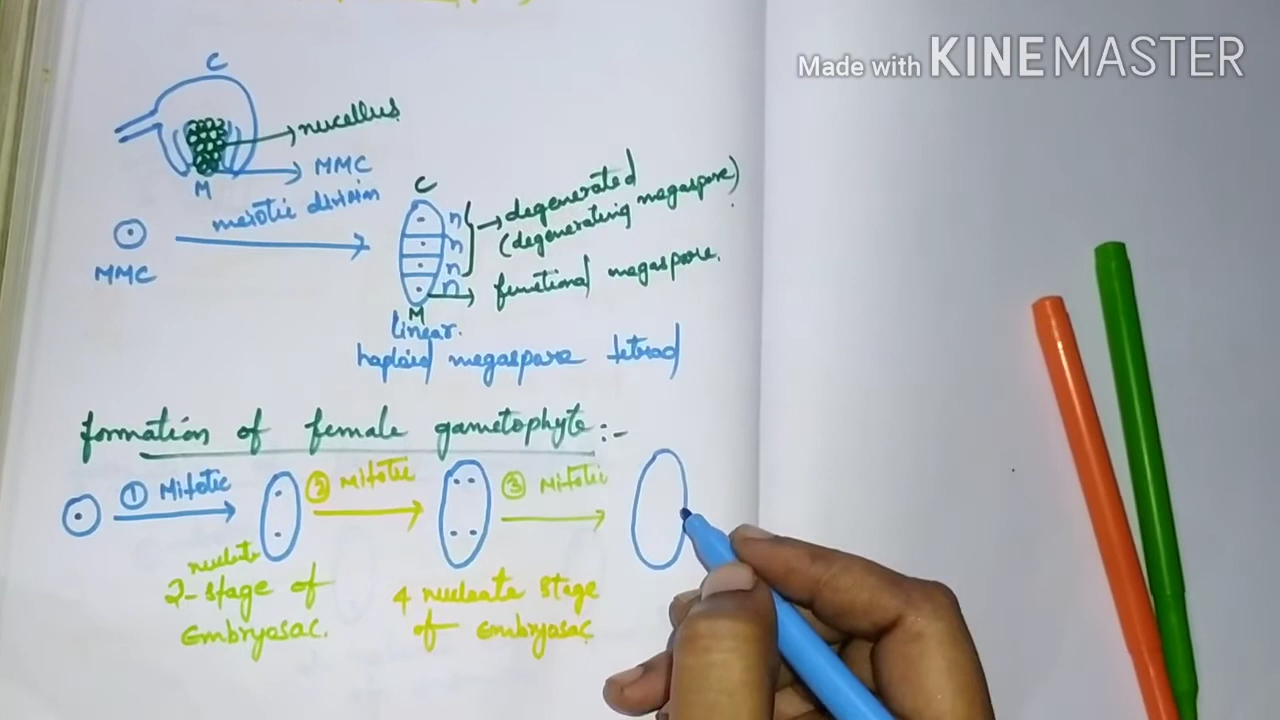 Made with KINEMASTER
C
nucellus
MMC
M
meiotic division
MMC
C
n
n
n
n
degenerated
(degenerating megaspore)
functional megaspore.
M
linear.
haploid megaspore tetrad
formation of female gametophyte:-
① Mitotic
② Mitotic
③ Mitotic
nucleate
2-stage of
Embryosac.
4 nucleate stage
of Embryosac